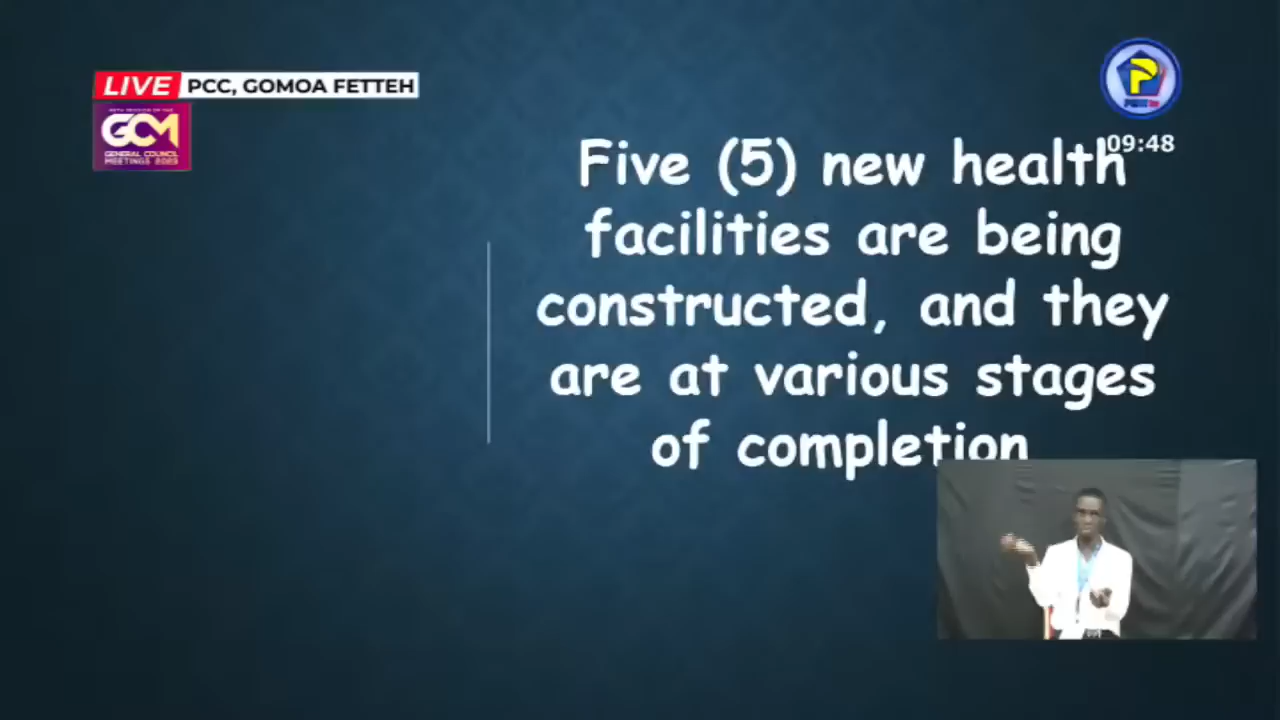 LIVE PCC, GOMOA FETTEH
GCM
GENERAL COUNCIL
MEETINGS 2025
09:48
Five (5) new health
facilities are being
constructed, and they
are at various stages
of completion